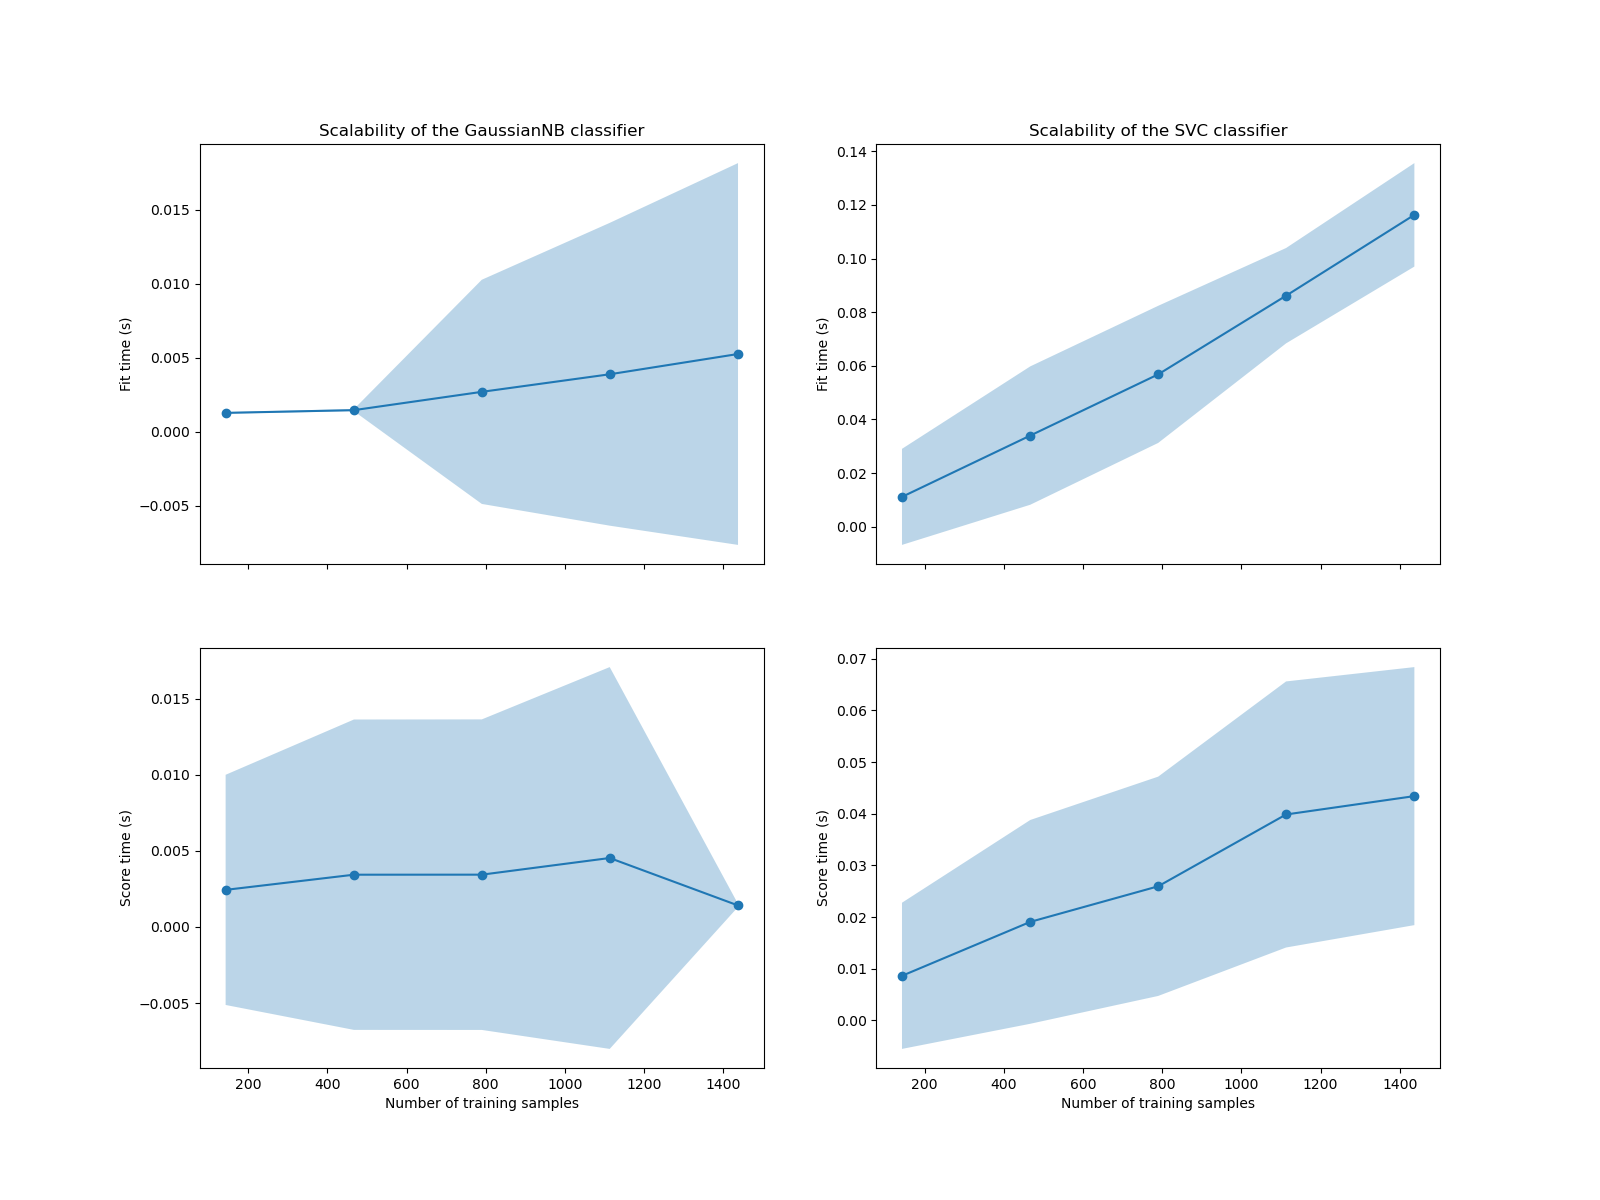 Scalability of the GaussianNB classifier
Scalability of the SVC classifier
0.015
0.010
0.005
0.000
−0.005
Fit time (s)
0.14
0.12
0.10
0.08
0.06
0.04
0.02
0.00
Fit time (s)
0.015
0.010
0.005
0.000
−0.005
Score time (s)
200 400 600 800 1000 1200 1400
Number of training samples
0.07
0.06
0.05
0.04
0.03
0.02
0.01
0.00
Score time (s)
200 400 600 800 1000 1200 1400
Number of training samples